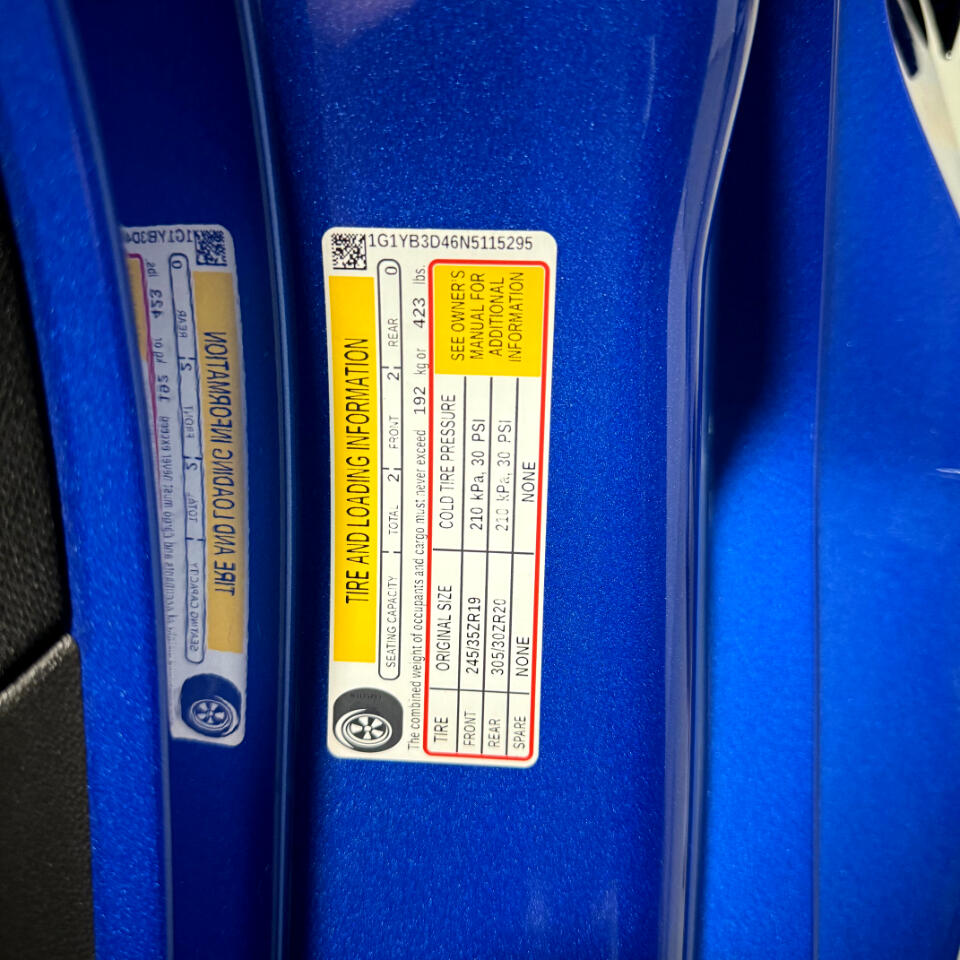 1G1YB3D46N5115295
TIRE AND LOADING INFORMATION
SEATING CAPACITY TOTAL 2 FRONT 2 REAR 0
The combined weight of occupants and cargo must never exceed 192 kg or 423 lbs.
TIRE ORIGINAL SIZE COLD TIRE PRESSURE
FRONT 245/35ZR19 210 kPa, 30 PSI
REAR 305/30ZR20 210 kPa, 30 PSI
SPARE NONE NONE
SEE OWNER'S
MANUAL FOR
ADDITIONAL
INFORMATION